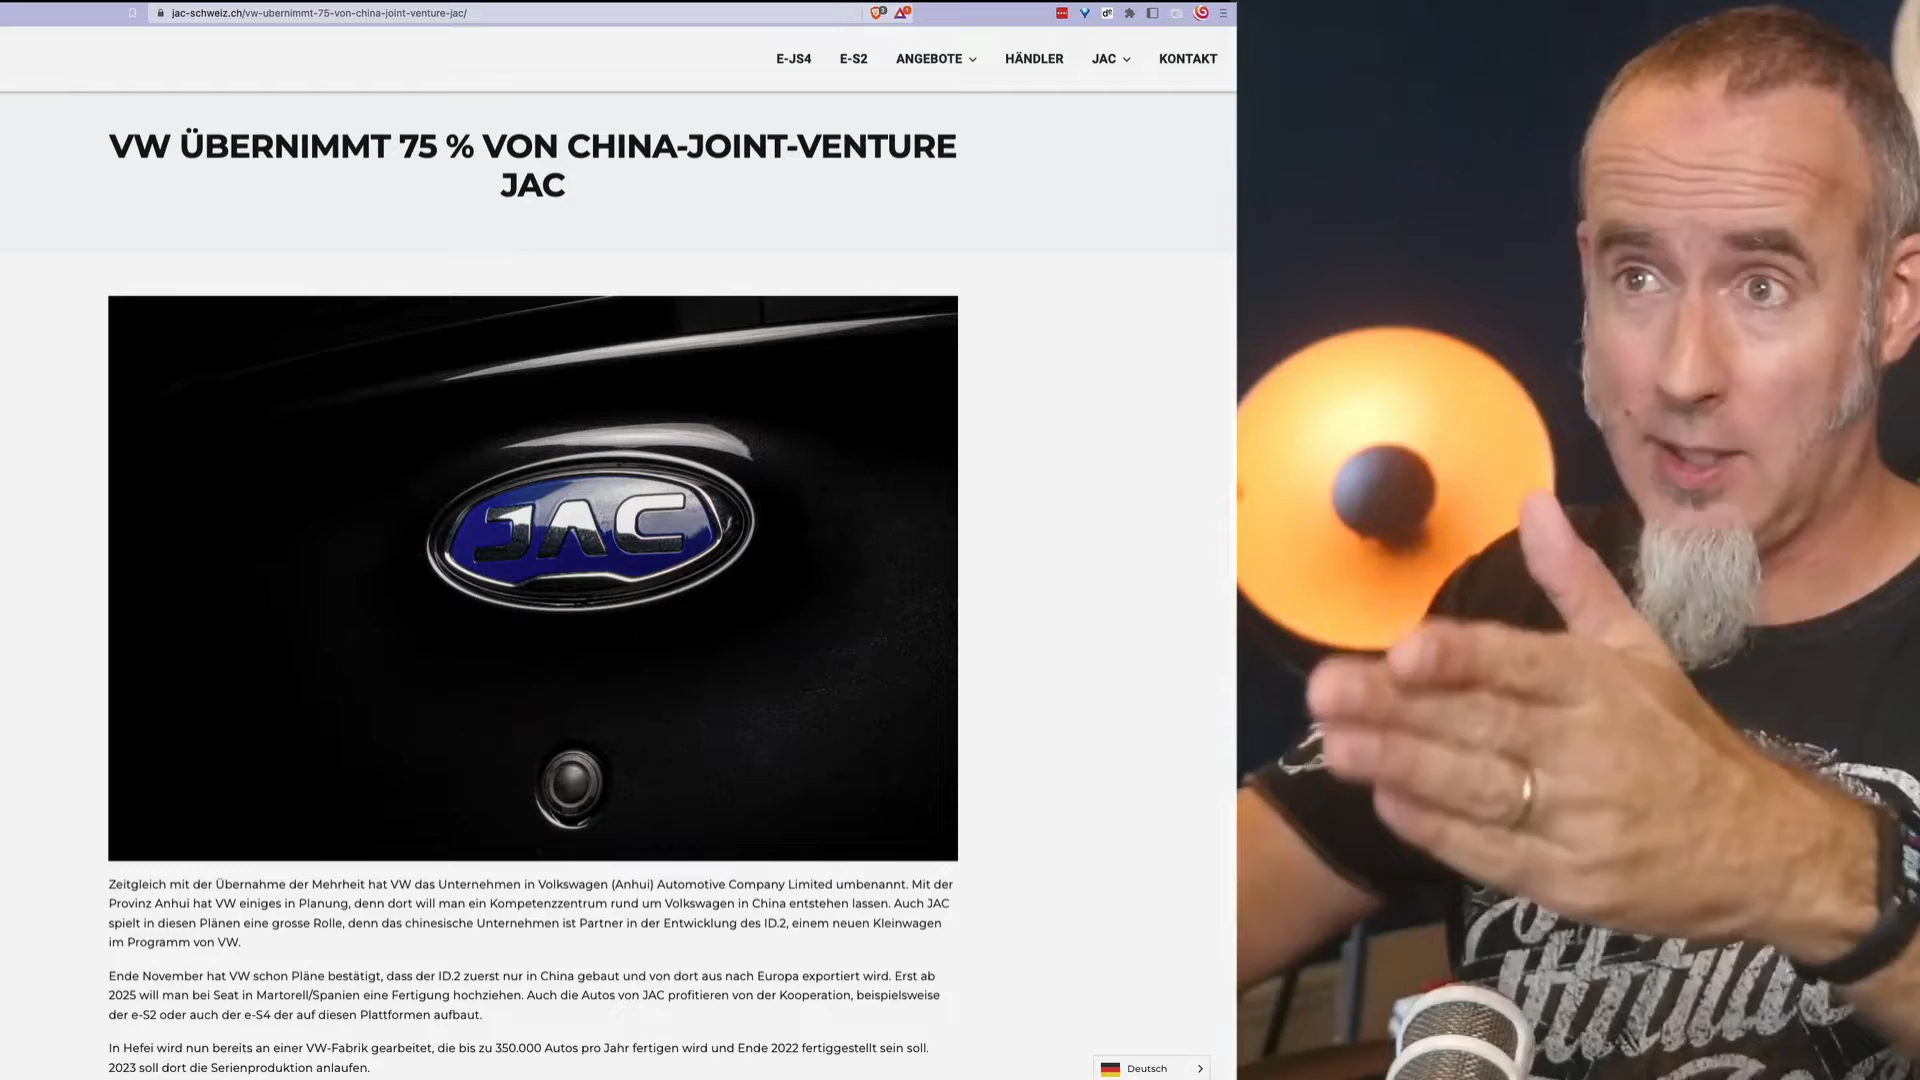 jac-schweiz.ch/vw-ubernimmt-75-von-china-joint-venture-jac/
E-JS4 E-S2 ANGEBOTE HÄNDLER JAC KONTAKT
VW ÜBERNIMMT 75 % VON CHINA-JOINT-VENTURE
JAC
JAC
Zeitgleich mit der Übernahme der Mehrheit hat VW das Unternehmen in Volkswagen (Anhui) Automotive Company Limited umbenannt. Mit der
Provinz Anhui hat VW einiges in Planung, denn dort will man ein Kompetenzzentrum rund um Volkswagen in China entstehen lassen. Auch JAC
spielt in diesen Plänen eine grosse Rolle, denn das chinesische Unternehmen ist Partner in der Entwicklung des ID.2, einem neuen Kleinwagen
im Programm von VW.
Ende November hat VW schon Pläne bestätigt, dass der ID.2 zuerst nur in China gebaut und von dort aus nach Europa exportiert wird. Erst ab
2025 will man bei Seat in Martorell/Spanien eine Fertigung hochziehen. Auch die Autos von JAC profitieren von der Kooperation, beispielsweise
der e-S2 oder auch der e-S4 der auf diesen Plattformen aufbaut.
In Hefei wird nun bereits an einer VW-Fabrik gearbeitet, die bis zu 350.000 Autos pro Jahr fertigen wird und Ende 2022 fertiggestellt sein soll.
2023 soll dort die Serienproduktion anlaufen.
Deutsch